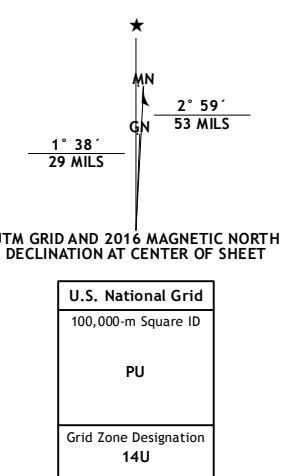 ★
MN
2° 59´
53 MILS
GN
1° 38´
29 MILS
UTM GRID AND 2016 MAGNETIC NORTH
DECLINATION AT CENTER OF SHEET
U.S. National Grid
100,000-m Square ID
PU
Grid Zone Designation
14U